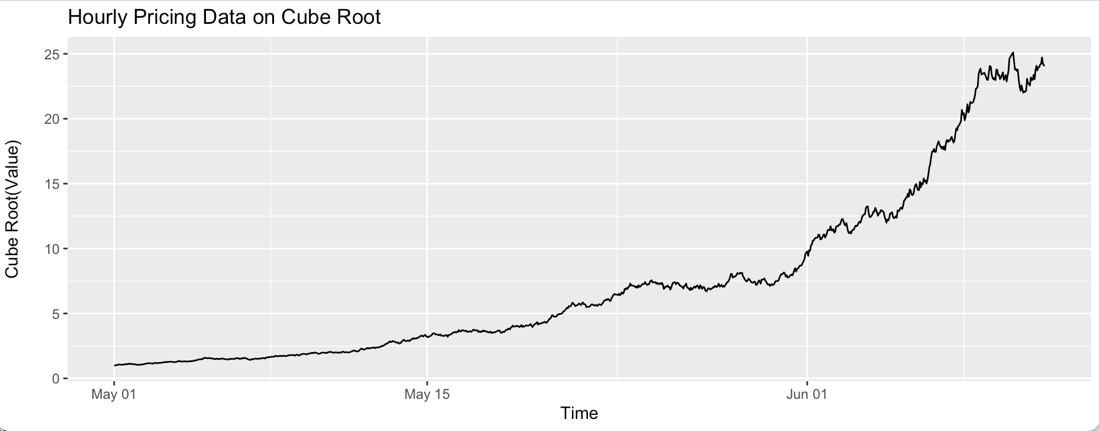 Hourly Pricing Data on Cube Root
Cube Root(Value)
25
20
15
10
5
0
May 01
May 15
Jun 01
Time